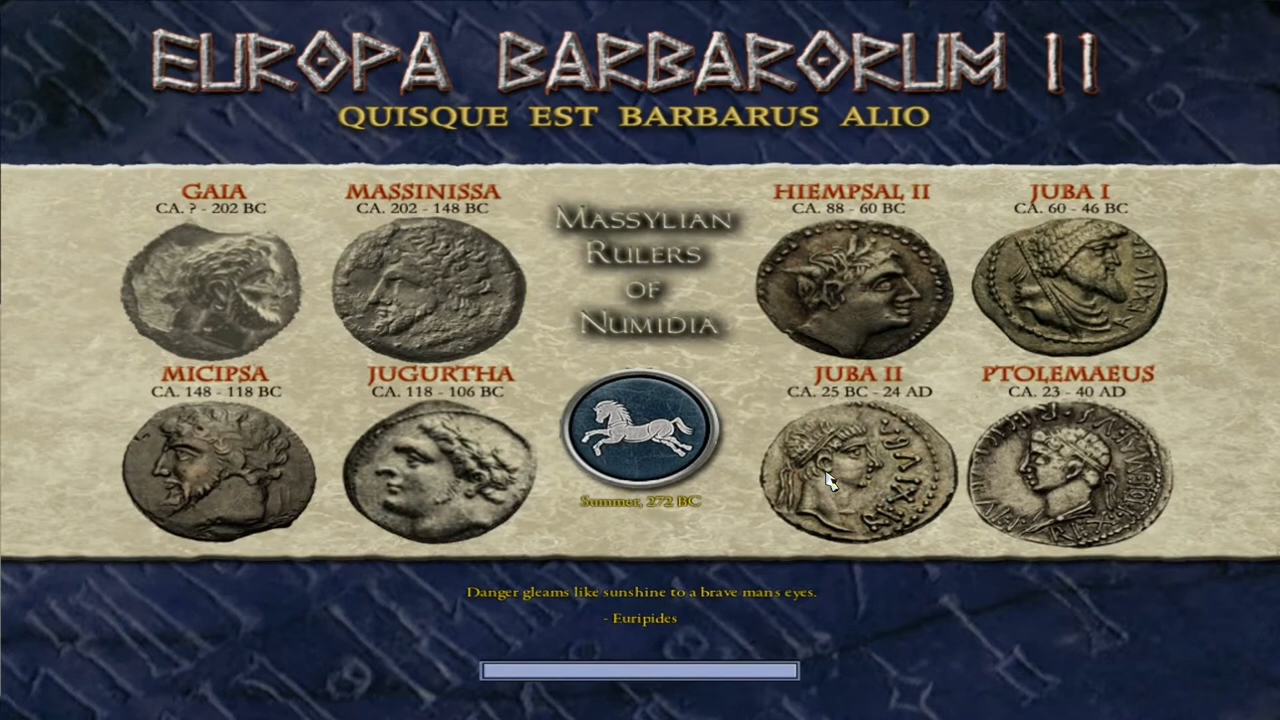 EUROPA BARBARORUM II
QUISQUE EST BARBARUS ALIO
GAIA
CA. ? - 202 BC
MASSINISSA
CA. 202 - 148 BC
MASSYLIAN
RULERS
OF
NUMIDIA
HIEMPSAL II
CA. 88 - 60 BC
JUBA I
CA. 60 - 46 BC
MICIPSA
CA. 148 - 118 BC
JUGURTHA
CA. 118 - 106 BC
JUBA II
CA. 25 BC - 24 AD
PTOLEMAEUS
CA. 23 - 40 AD
Summer, 272 BC
Danger gleams like sunshine to a brave mans eyes.
- Euripides